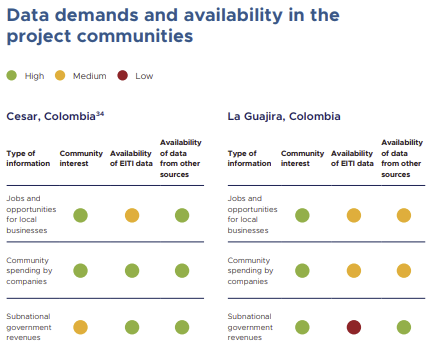 Data demands and availability in the
project communities
High Medium Low
Cesar, Colombia34
Type of
information
Community
interest
Availability
of EITI data
Availability
of data
from other
sources
Jobs and
opportunities
for local
businesses
Community
spending by
companies
Subnational
government
revenues
La Guajira, Colombia
Type of
information
Community
interest
Availability
of EITI data
Availability
of data
from other
sources
Jobs and
opportunities
for local
businesses
Community
spending by
companies
Subnational
government
revenues